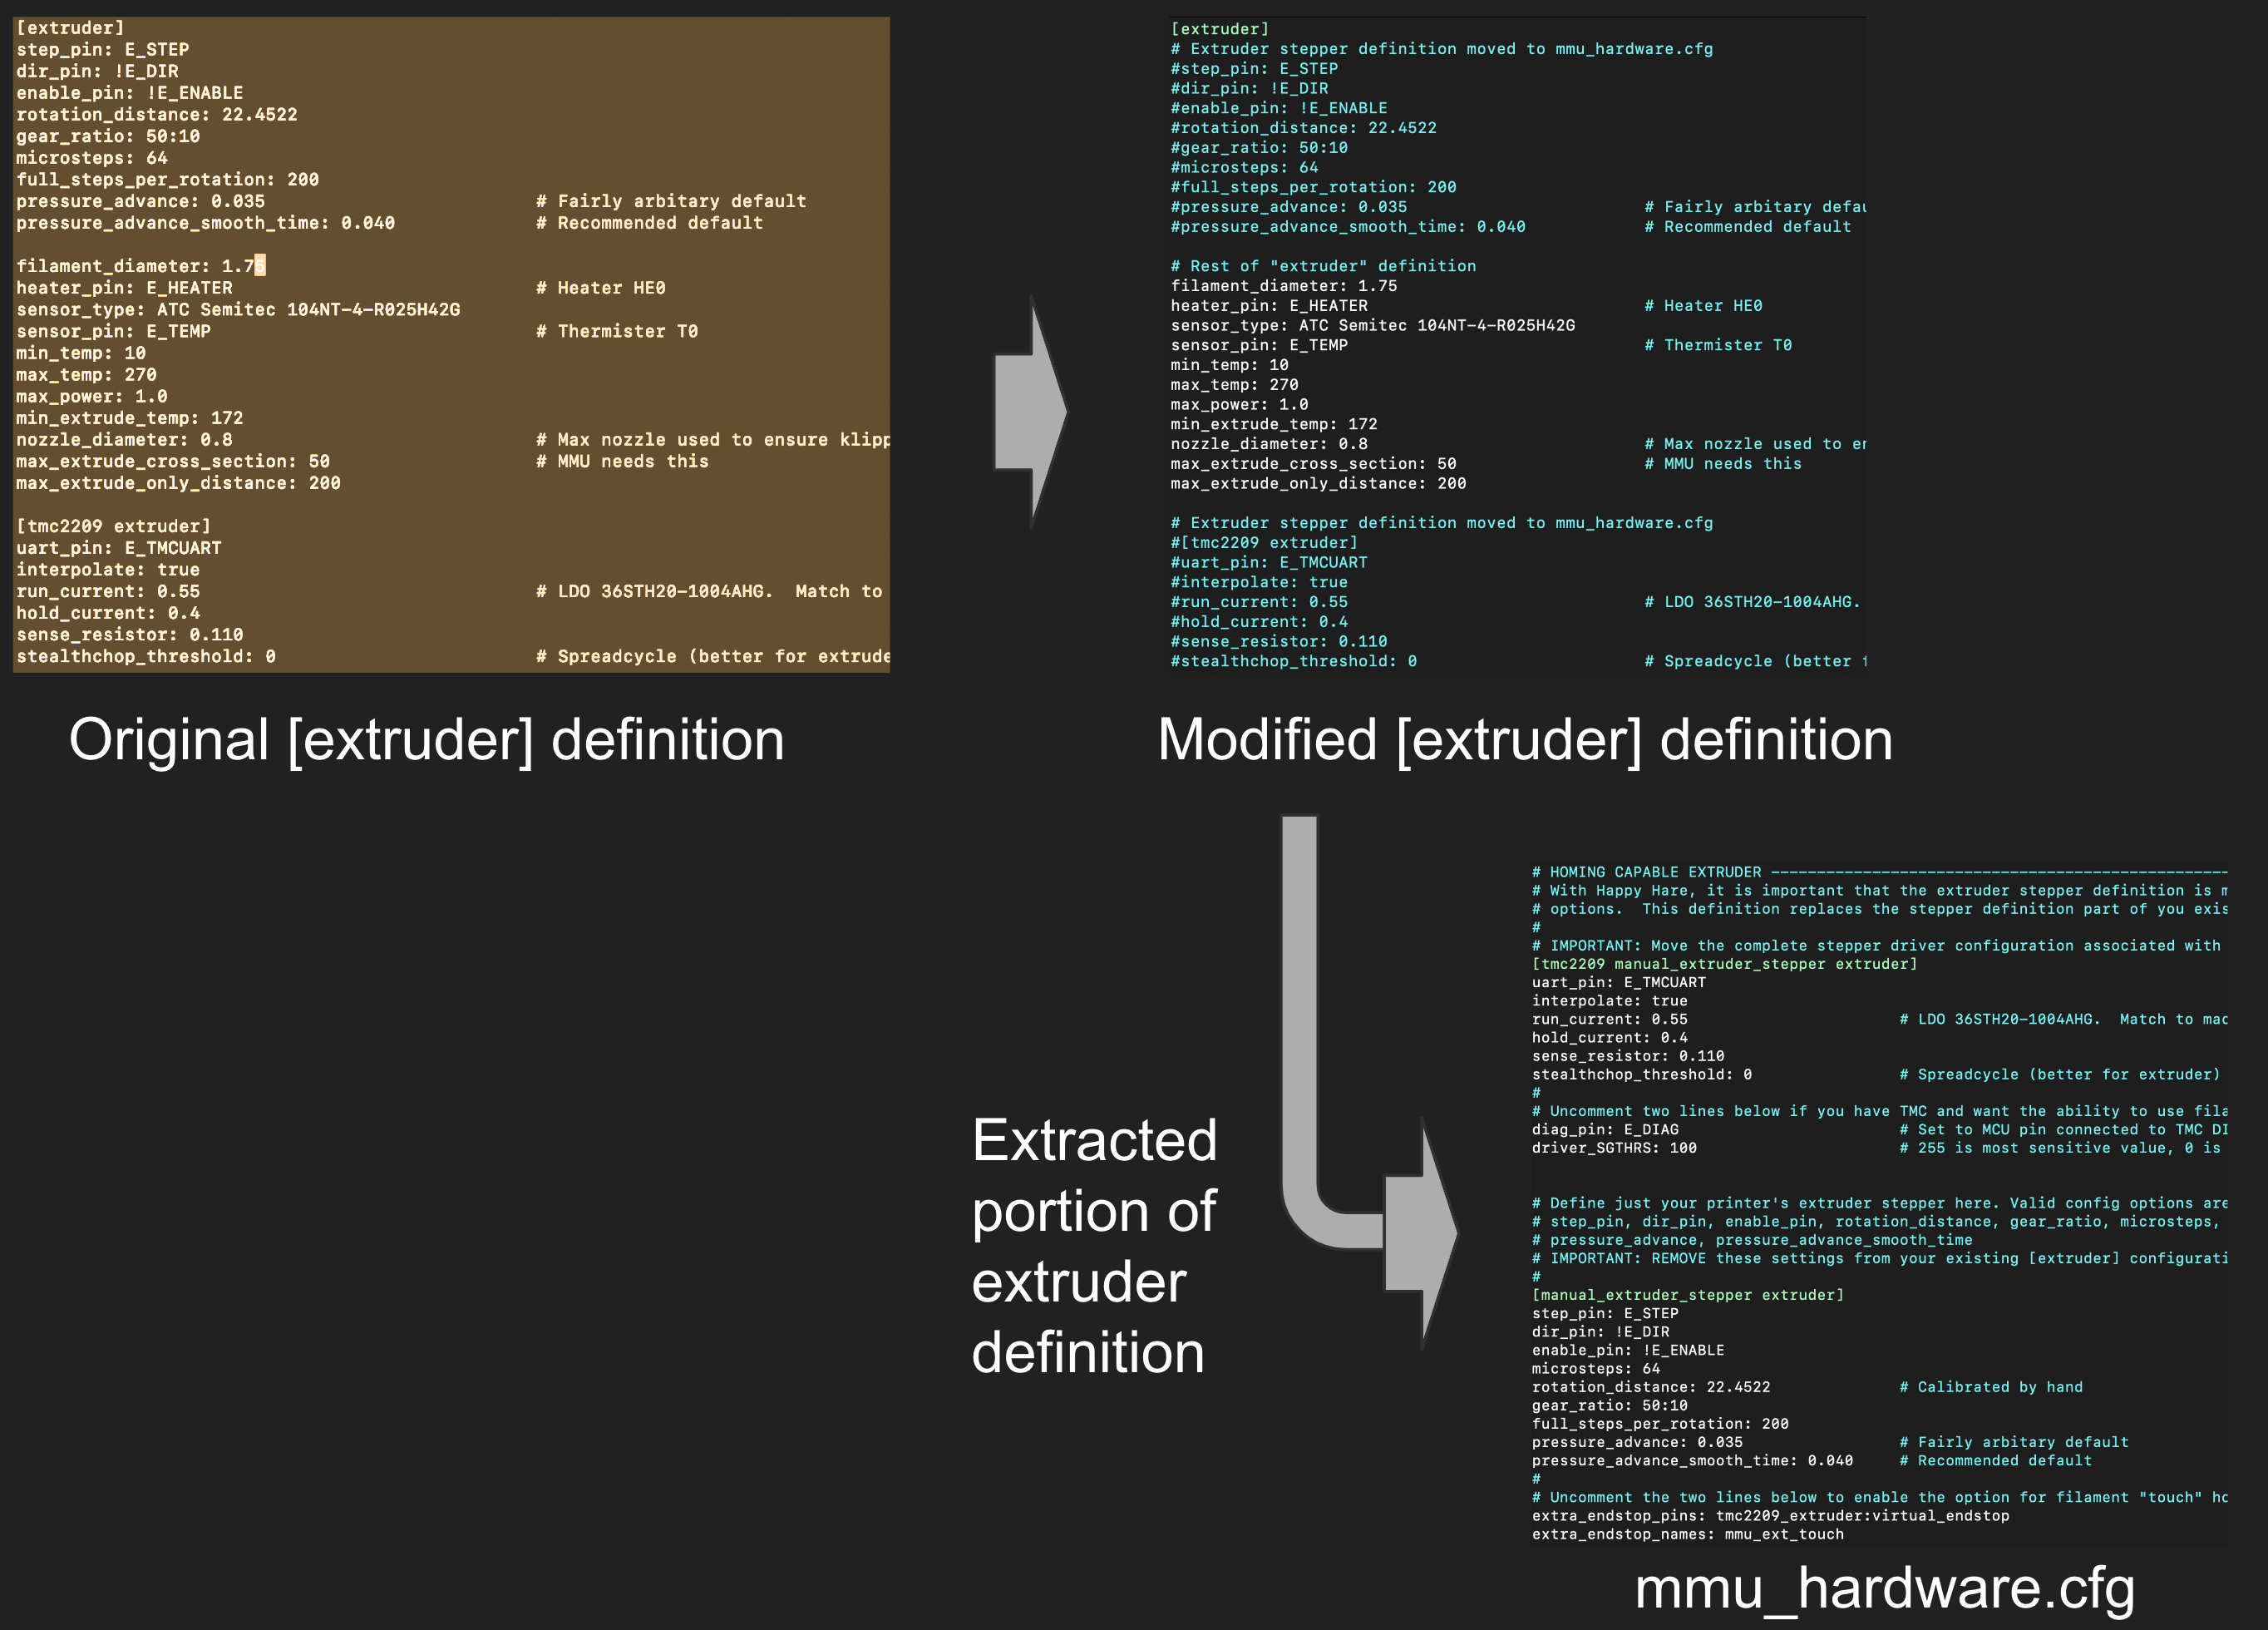 [extruder]
step_pin: E_STEP
dir_pin: !E_DIR
enable_pin: !E_ENABLE
rotation_distance: 22.4522
gear_ratio: 50:10
microsteps: 64
full_steps_per_rotation: 200
pressure_advance: 0.035 # Fairly arbitary default
pressure_advance_smooth_time: 0.040 # Recommended default
filament_diameter: 1.75
heater_pin: E_HEATER # Heater HE0
sensor_type: ATC Semitec 104NT-4-R025H42G
sensor_pin: E_TEMP # Thermister T0
min_temp: 10
max_temp: 270
max_power: 1.0
min_extrude_temp: 172
nozzle_diameter: 0.8 # Max nozzle used to ensure klipp
max_extrude_cross_section: 50 # MMU needs this
max_extrude_only_distance: 200
[tmc2209 extruder]
uart_pin: E_TMCUART
interpolate: true
run_current: 0.55 # LDO 36STH20-1004AHG. Match to
hold_current: 0.4
sense_resistor: 0.110
stealthchop_threshold: 0 # Spreadcycle (better for extrude
Original [extruder] definition
[extruder]
# Extruder stepper definition moved to mmu_hardware.cfg
#step_pin: E_STEP
#dir_pin: !E_DIR
#enable_pin: !E_ENABLE
#rotation_distance: 22.4522
#gear_ratio: 50:10
#microsteps: 64
#full_steps_per_rotation: 200
#pressure_advance: 0.035 # Fairly arbitary defau
#pressure_advance_smooth_time: 0.040 # Recommended default
# Rest of "extruder" definition
filament_diameter: 1.75
heater_pin: E_HEATER # Heater HE0
sensor_type: ATC Semitec 104NT-4-R025H42G
sensor_pin: E_TEMP # Thermister T0
min_temp: 10
max_temp: 270
max_power: 1.0
min_extrude_temp: 172
nozzle_diameter: 0.8 # Max nozzle used to en
max_extrude_cross_section: 50 # MMU needs this
max_extrude_only_distance: 200
# Extruder stepper definition moved to mmu_hardware.cfg
#[tmc2209 extruder]
#uart_pin: E_TMCUART
#interpolate: true
#run_current: 0.55 # LDO 36STH20-1004AHG.
#hold_current: 0.4
#sense_resistor: 0.110
#stealthchop_threshold: 0 # Spreadcycle (better f
Modified [extruder] definition
Extracted
portion of
extruder
definition
# HOMING CAPABLE EXTRUDER --------------------------------------------------
# With Happy Hare, it is important that the extruder stepper definition is m
# options. This definition replaces the stepper definition part of you exis
#
# IMPORTANT: Move the complete stepper driver configuration associated with
[tmc2209 manual_extruder_stepper extruder]
uart_pin: E_TMCUART
interpolate: true
run_current: 0.55 # LDO 36STH20-1004AHG. Match to mac
hold_current: 0.4
sense_resistor: 0.110
stealthchop_threshold: 0 # Spreadcycle (better for extruder)
#
# Uncomment two lines below if you have TMC and want the ability to use fila
diag_pin: E_DIAG # Set to MCU pin connected to TMC DI
driver_SGTHRS: 100 # 255 is most sensitive value, 0 is
# Define just your printer's extruder stepper here. Valid config options are
# step_pin, dir_pin, enable_pin, rotation_distance, gear_ratio, microsteps,
# pressure_advance, pressure_advance_smooth_time
# IMPORTANT: REMOVE these settings from your existing [extruder] configurati
#
[manual_extruder_stepper extruder]
step_pin: E_STEP
dir_pin: !E_DIR
enable_pin: !E_ENABLE
microsteps: 64
rotation_distance: 22.4522 # Calibrated by hand
gear_ratio: 50:10
full_steps_per_rotation: 200
pressure_advance: 0.035 # Fairly arbitary default
pressure_advance_smooth_time: 0.040 # Recommended default
#
# Uncomment the two lines below to enable the option for filament "touch" ho
extra_endstop_pins: tmc2209_extruder:virtual_endstop
extra_endstop_names: mmu_ext_touch
mmu_hardware.cfg